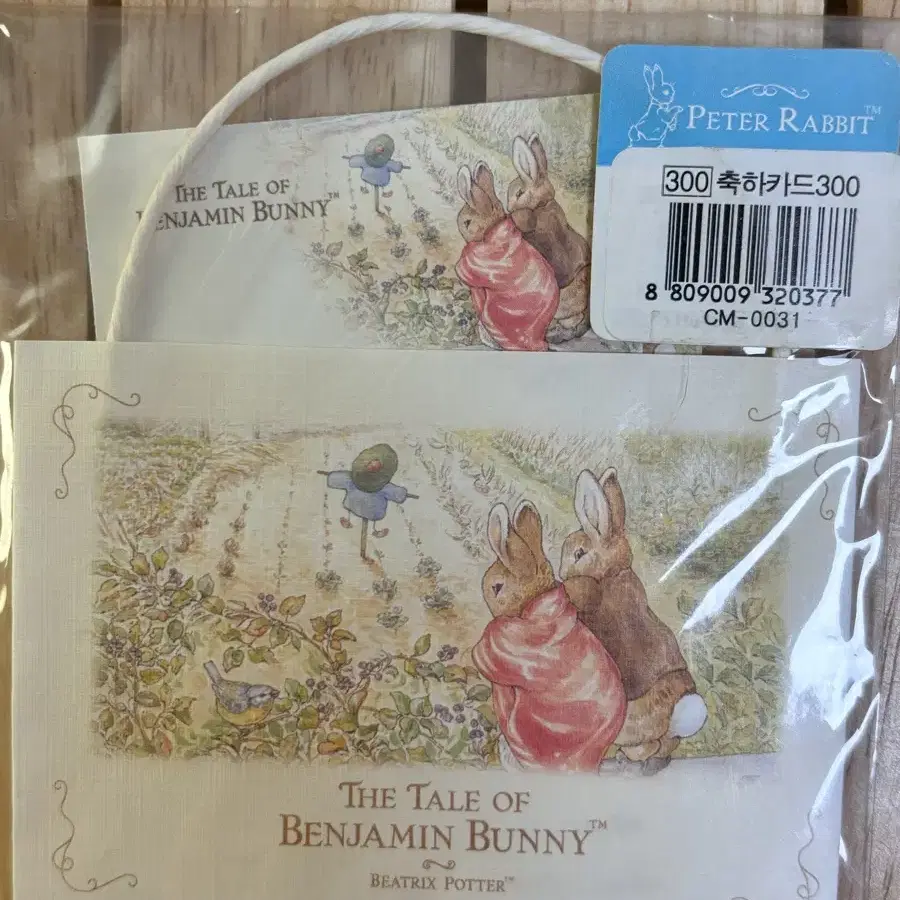 PETER RABBIT™
300 축하카드300
8 809009 320377
CM-0031
THE TALE OF
BENJAMIN BUNNY™
THE TALE OF
BENJAMIN BUNNY™
BEATRIX POTTER™